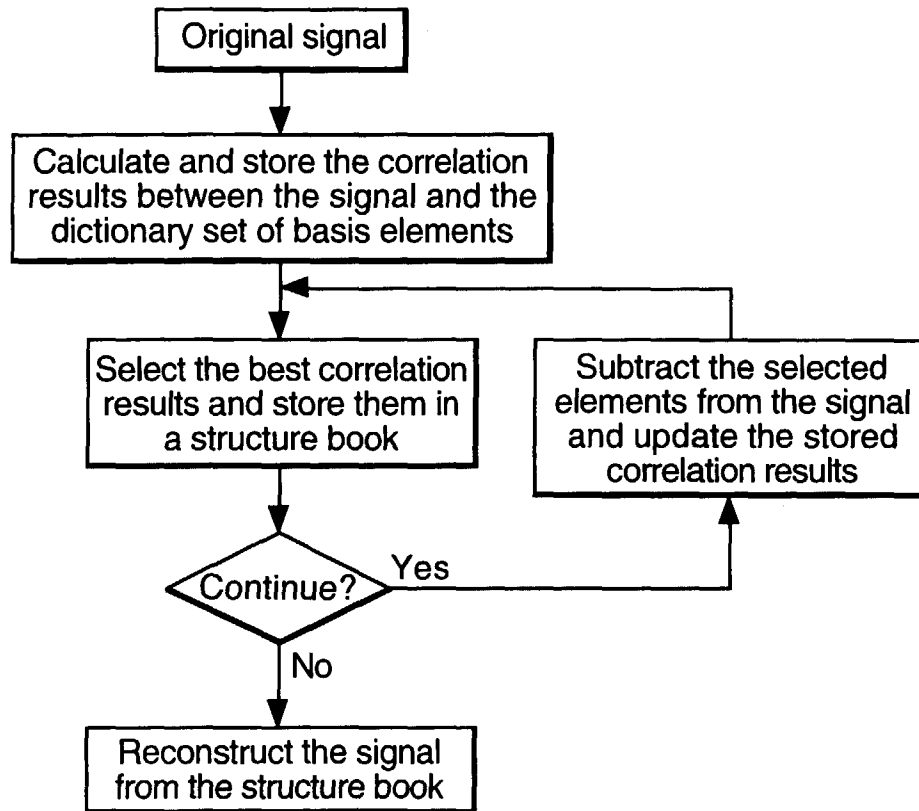 Original signal
Calculate and store the correlation
results between the signal and the
dictionary set of basis elements
Select the best correlation
results and store them in
a structure book
Subtract the selected
elements from the signal
and update the stored
correlation results
Continue?
Yes
No
Reconstruct the signal
from the structure book